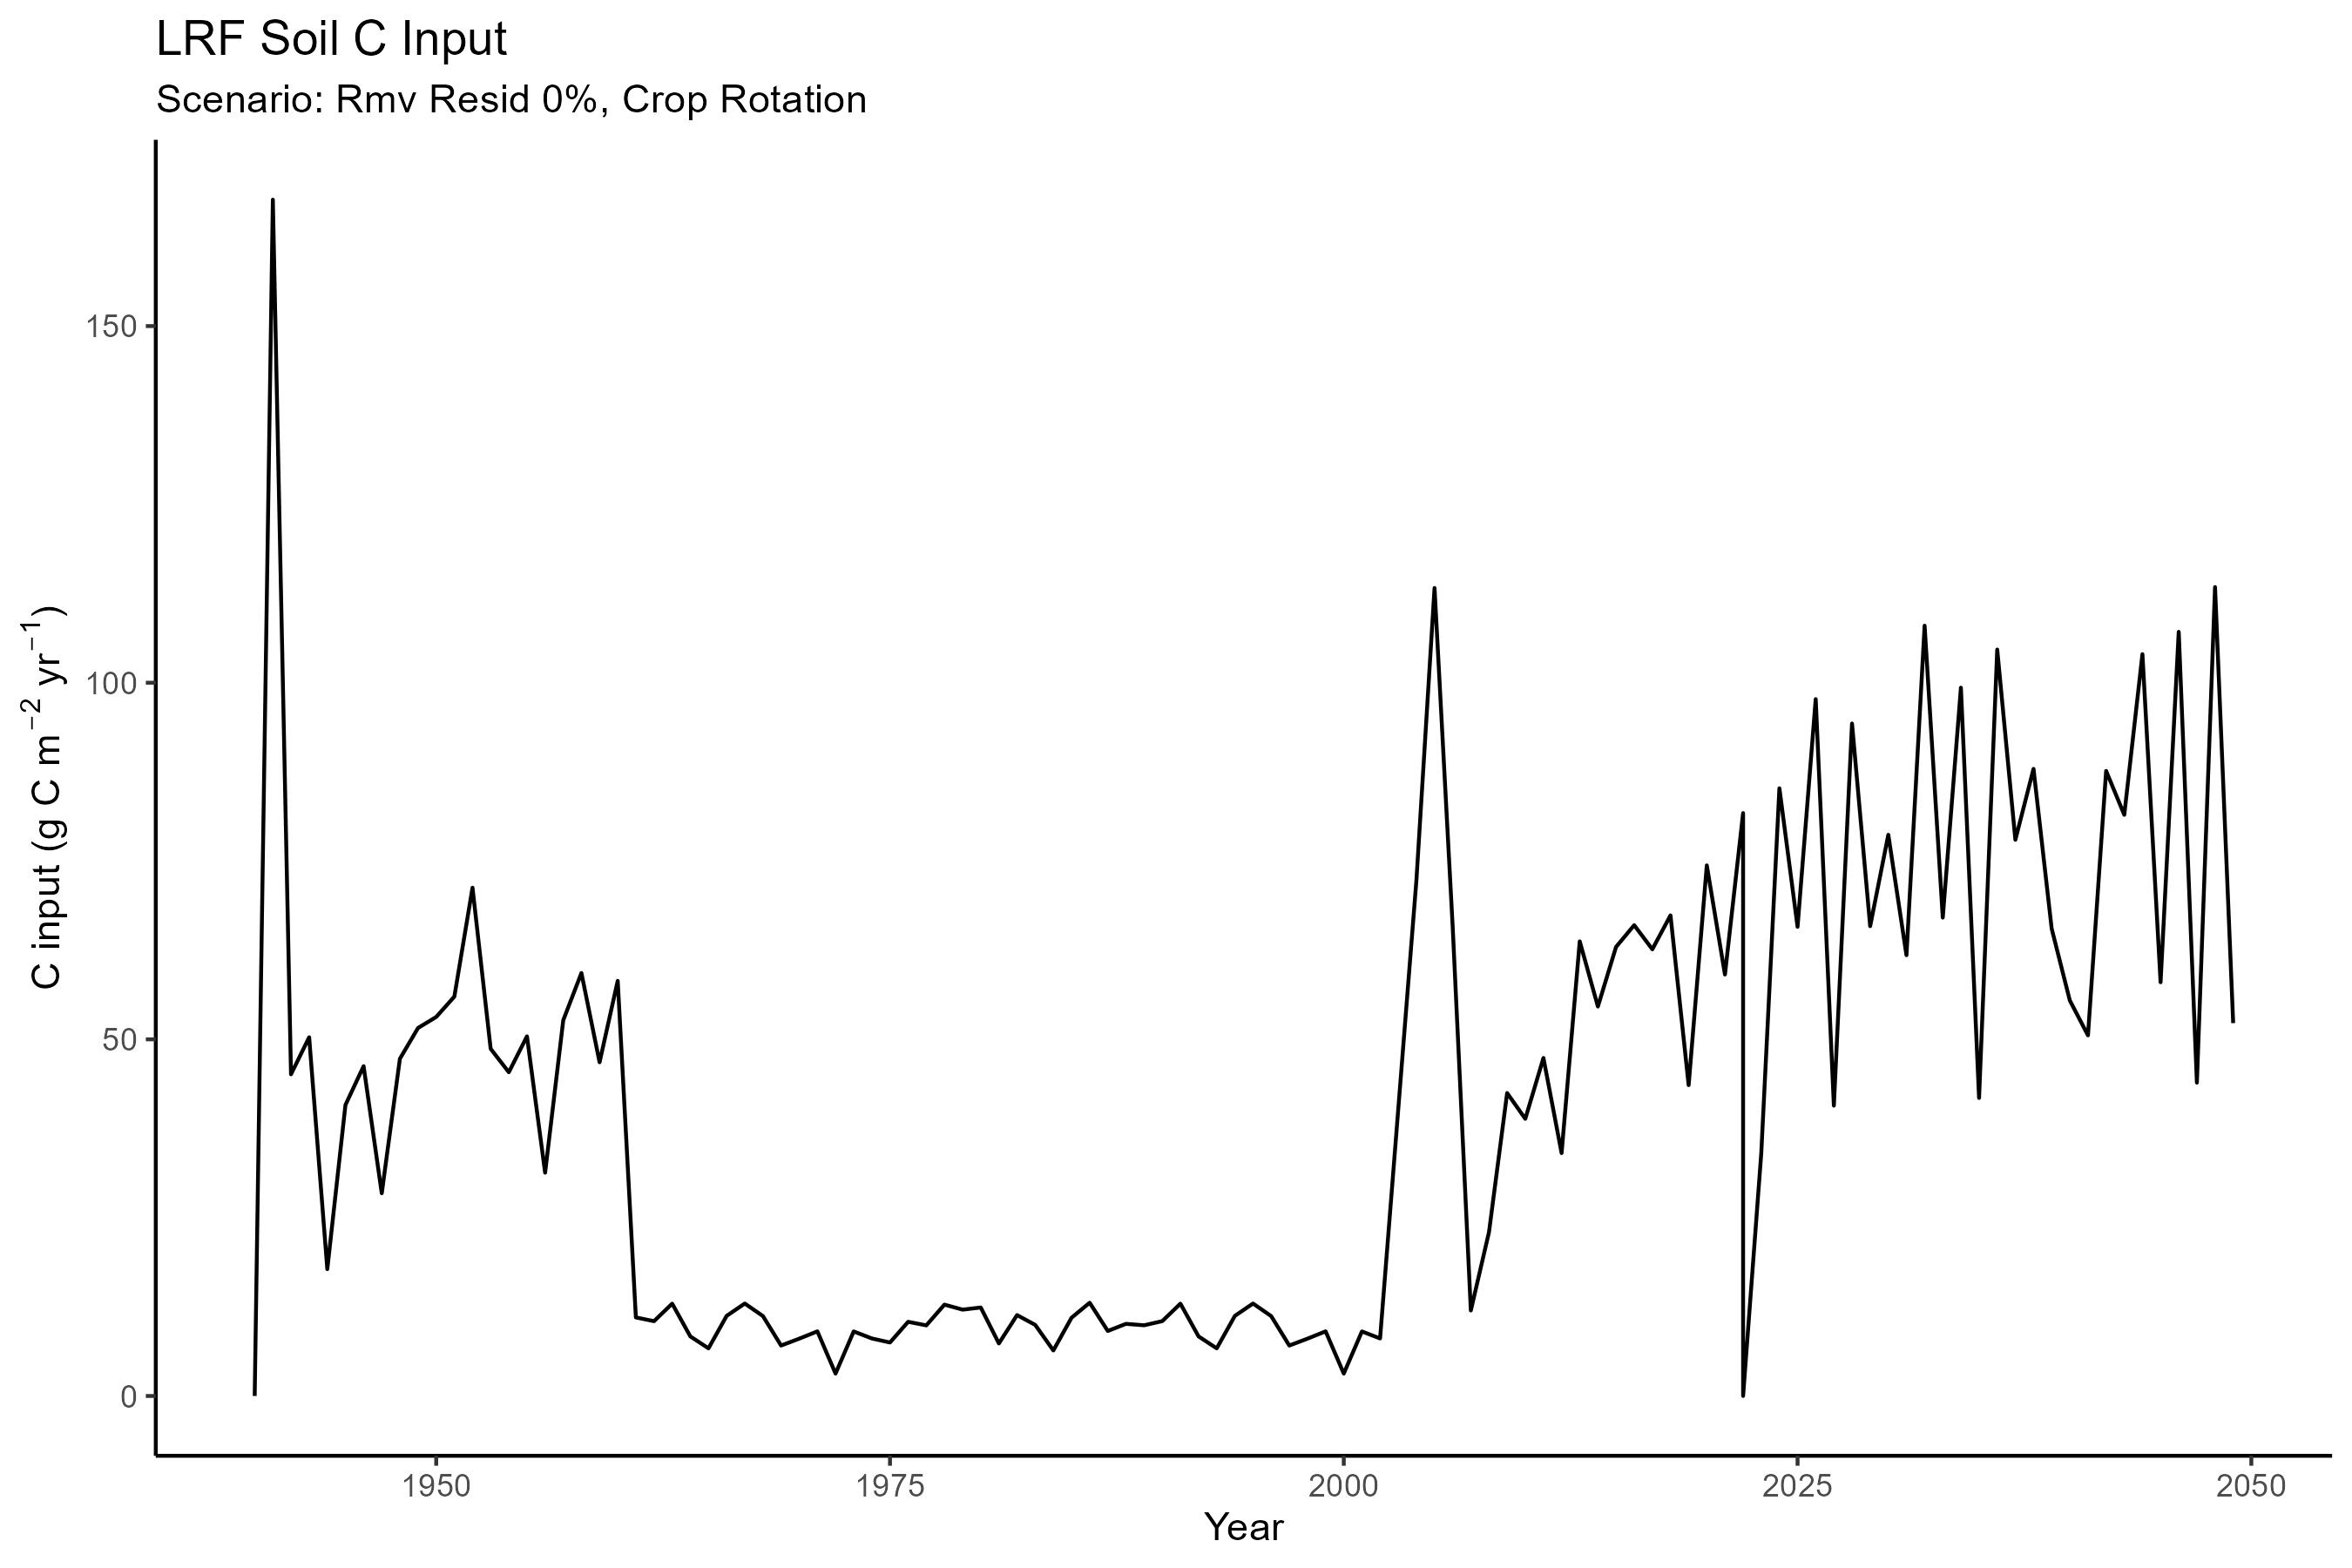 LRF Soil C Input
Scenario: Rmv Resid 0%, Crop Rotation
C input (g C m⁻² yr⁻¹)
150
100
50
0
1950 1975 2000 2025 2050
Year